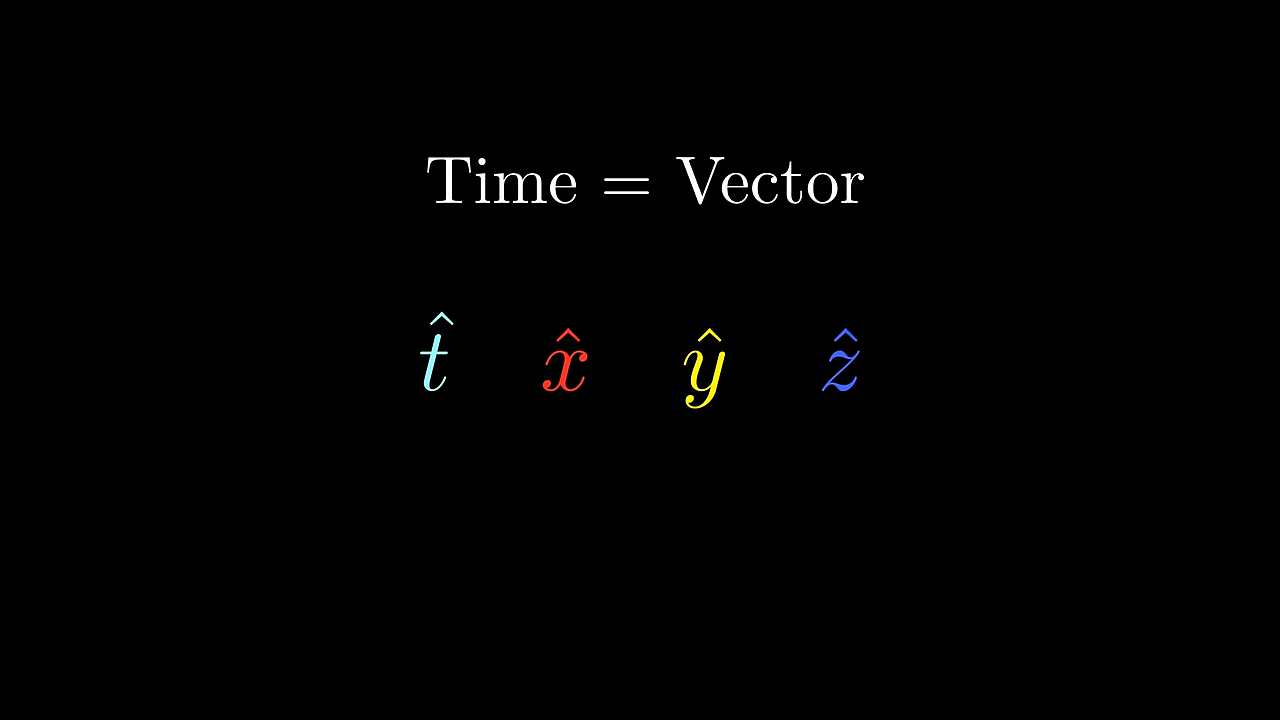 Time = Vector
t̂ x̂ ŷ ẑ